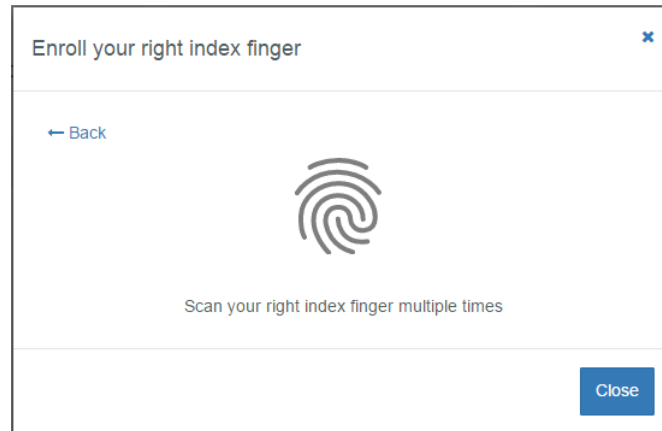 Enroll your right index finger
← Back
Scan your right index finger multiple times
Close